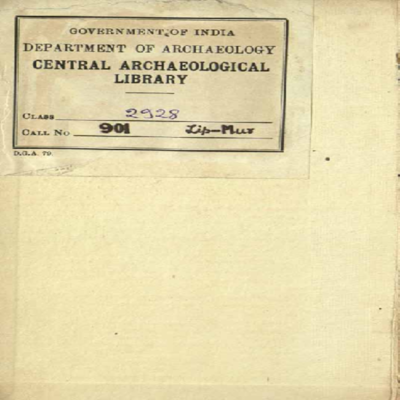 GOVERNMENT OF INDIA
DEPARTMENT OF ARCHAEOLOGY
CENTRAL ARCHAEOLOGICAL
LIBRARY
CLASS 2928
CALL No 901 Lip-Mur
D.G.A. 79.